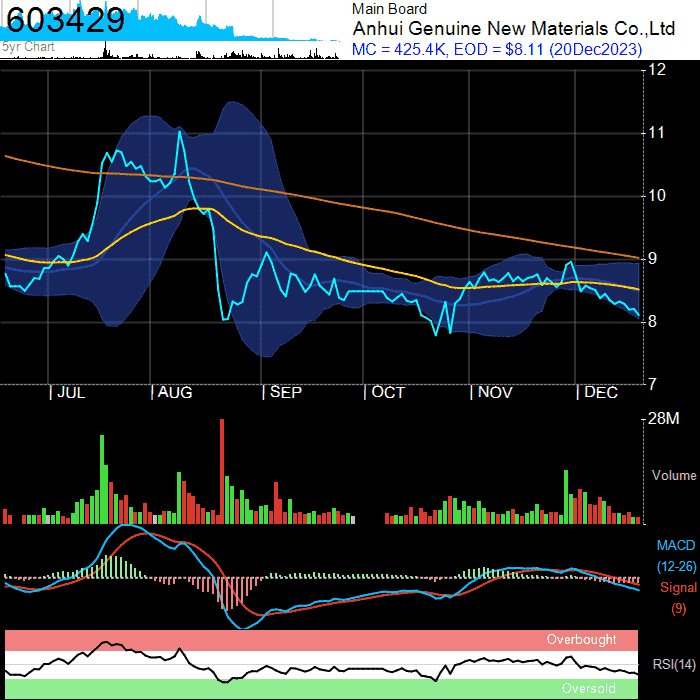 603429
5yr Chart
Main Board
Anhui Genuine New Materials Co.,Ltd
MC = 425.4K, EOD = $8.11 (20Dec2023)
12
11
10
9
8
7
JUL AUG SEP OCT NOV DEC
28M
Volume
MACD
(12-26)
Signal
(9)
Overbought
RSI(14)
Oversold